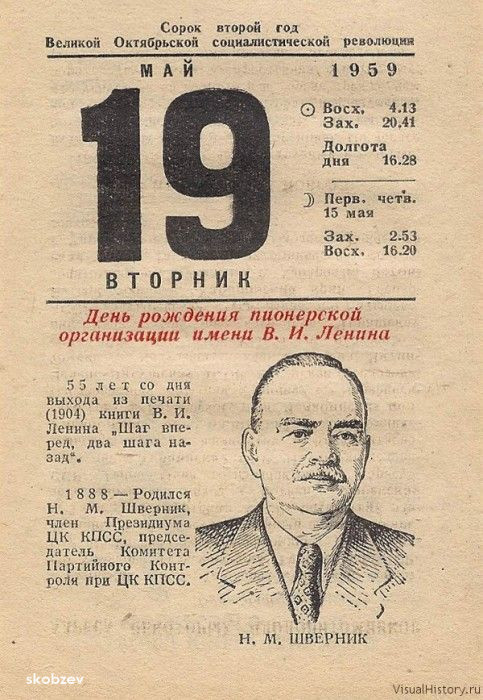 Сорок второй год
Великой Октябрьской социалистической революции
МАЙ 1959
19
ВТОРНИК
Восх. 4.13
Зах. 20.41
Долгота
дня 16.28
Перв. четв.
15 мая
Зах. 2.53
Восх. 16.20
День рождения пионерской
организации имени В. И. Ленина
55 лет со дня
выхода из печати
(1904) книги В. И.
Ленина „Шаг впе-
ред, два шага на-
зад“.
1888 — Родился
Н. М. Шверник,
член Президиума
ЦК КПСС, предсе-
датель Комитета
Партийного Конт-
роля при ЦК КПСС.
Н. М. ШВЕРНИК
skobzev
VisualHistory.ru